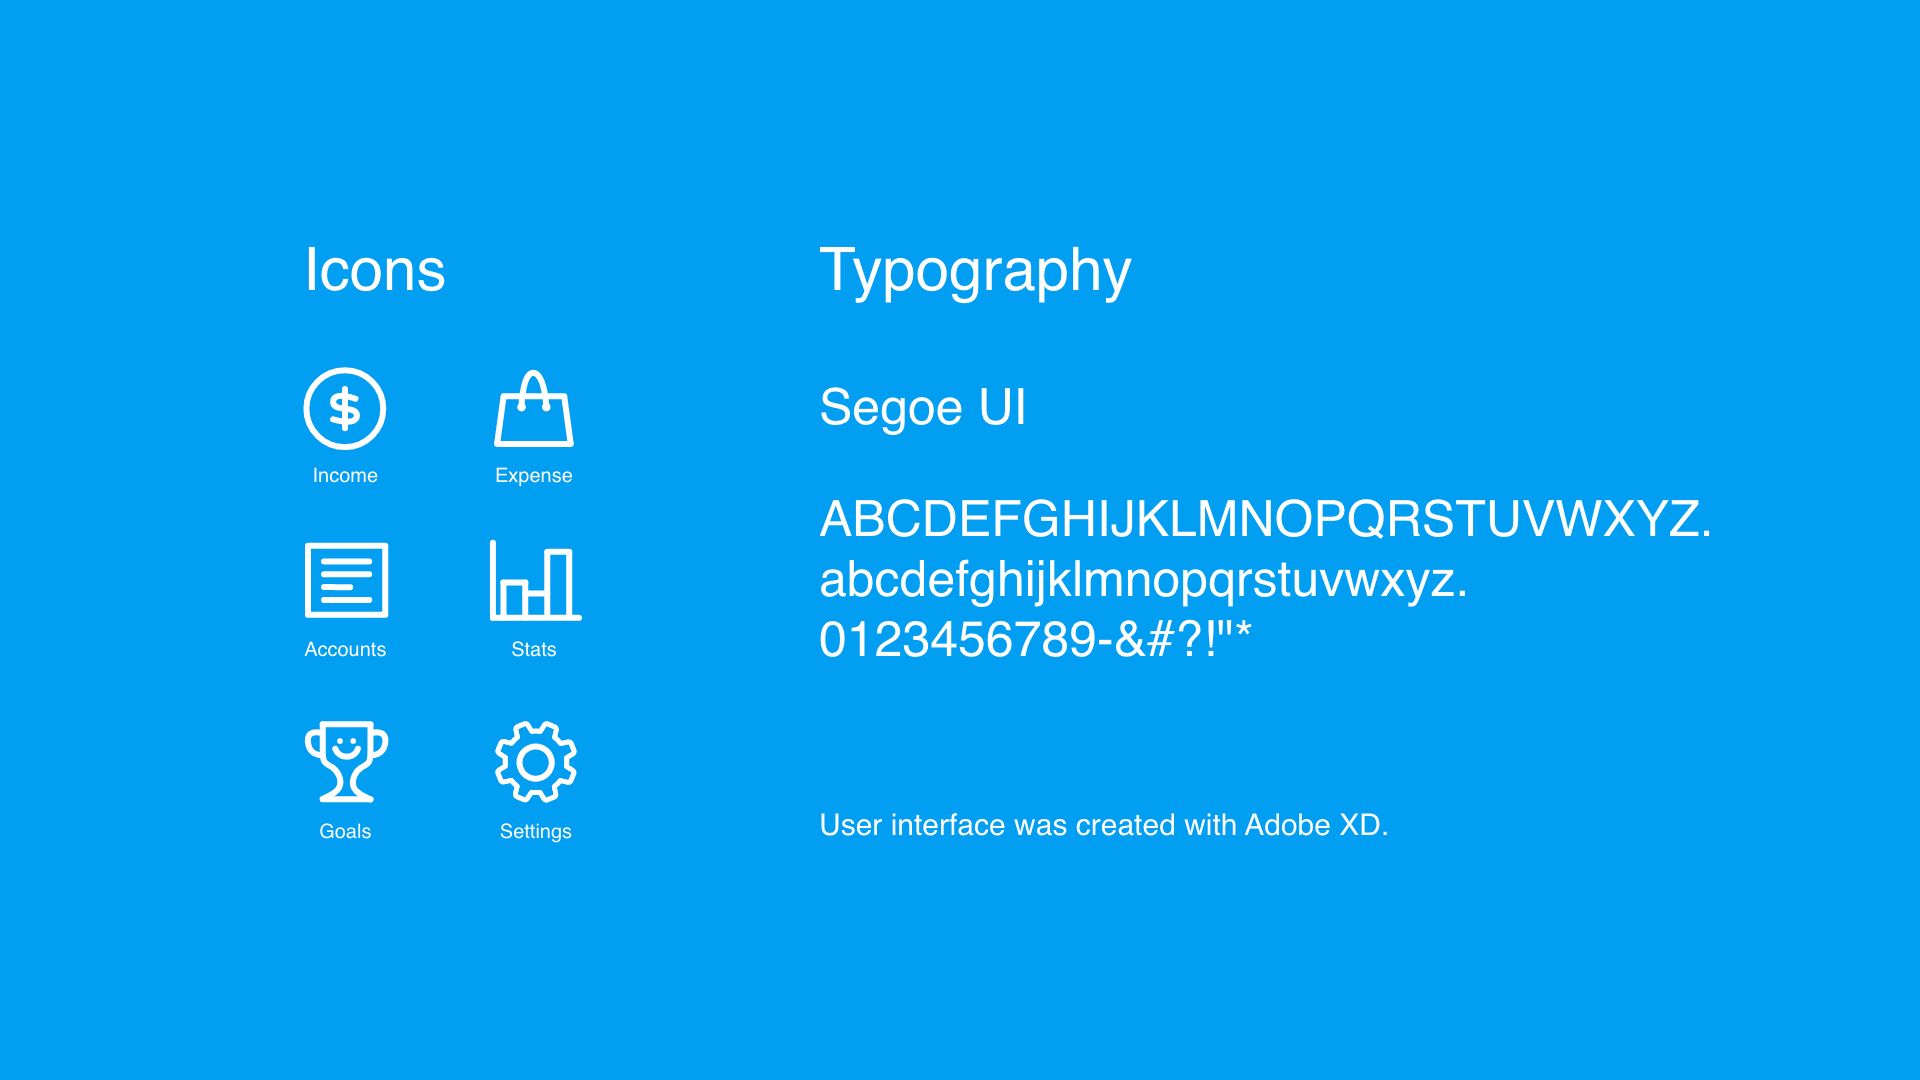 Icons
$
Income
Expense
Accounts
Stats
Goals
Settings
Typography
Segoe UI
ABCDEFGHIJKLMNOPQRSTUVWXYZ.
abcdefghijklmnopqrstuvwxyz.
0123456789-&#?!"*
User interface was created with Adobe XD.